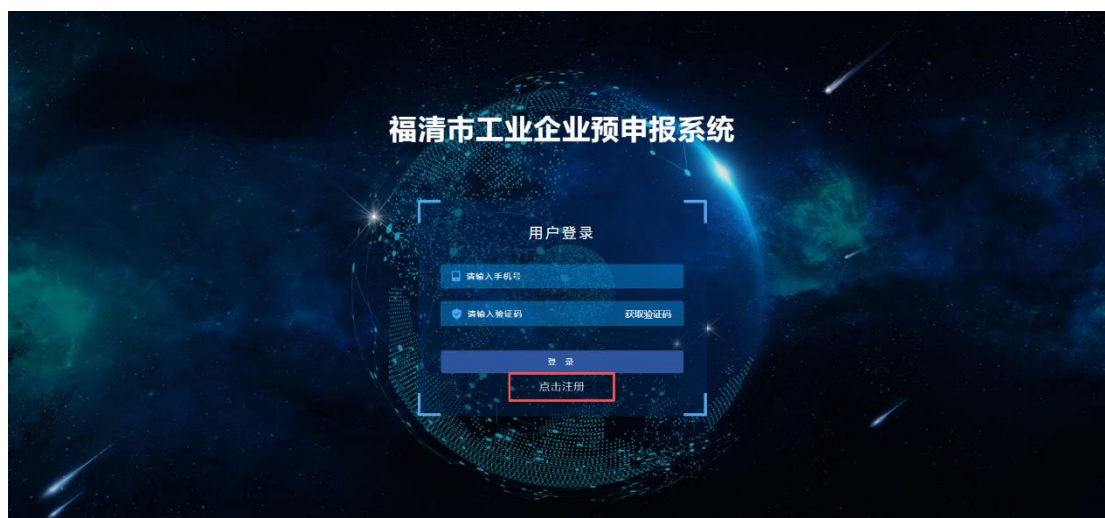 福清市工业企业预申报系统
用户登录
请输入手机号
请输入验证码 获取验证码
登 录
点击注册